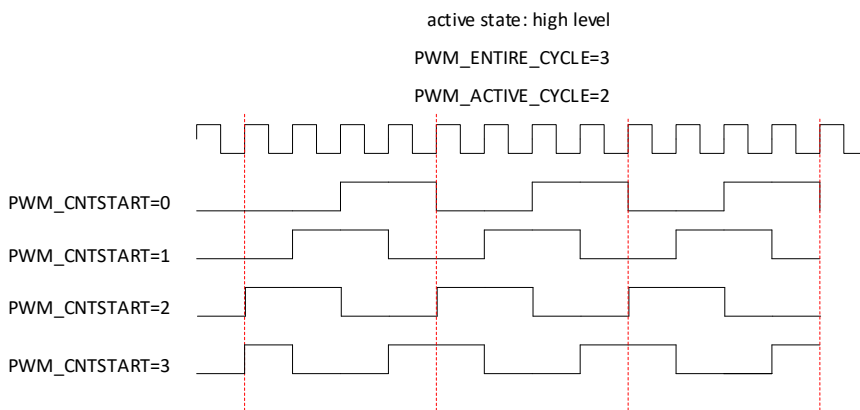 active state: high level
PWM_ENTIRE_CYCLE=3
PWM_ACTIVE_CYCLE=2
PWM_CNTSTART=0
PWM_CNTSTART=1
PWM_CNTSTART=2
PWM_CNTSTART=3